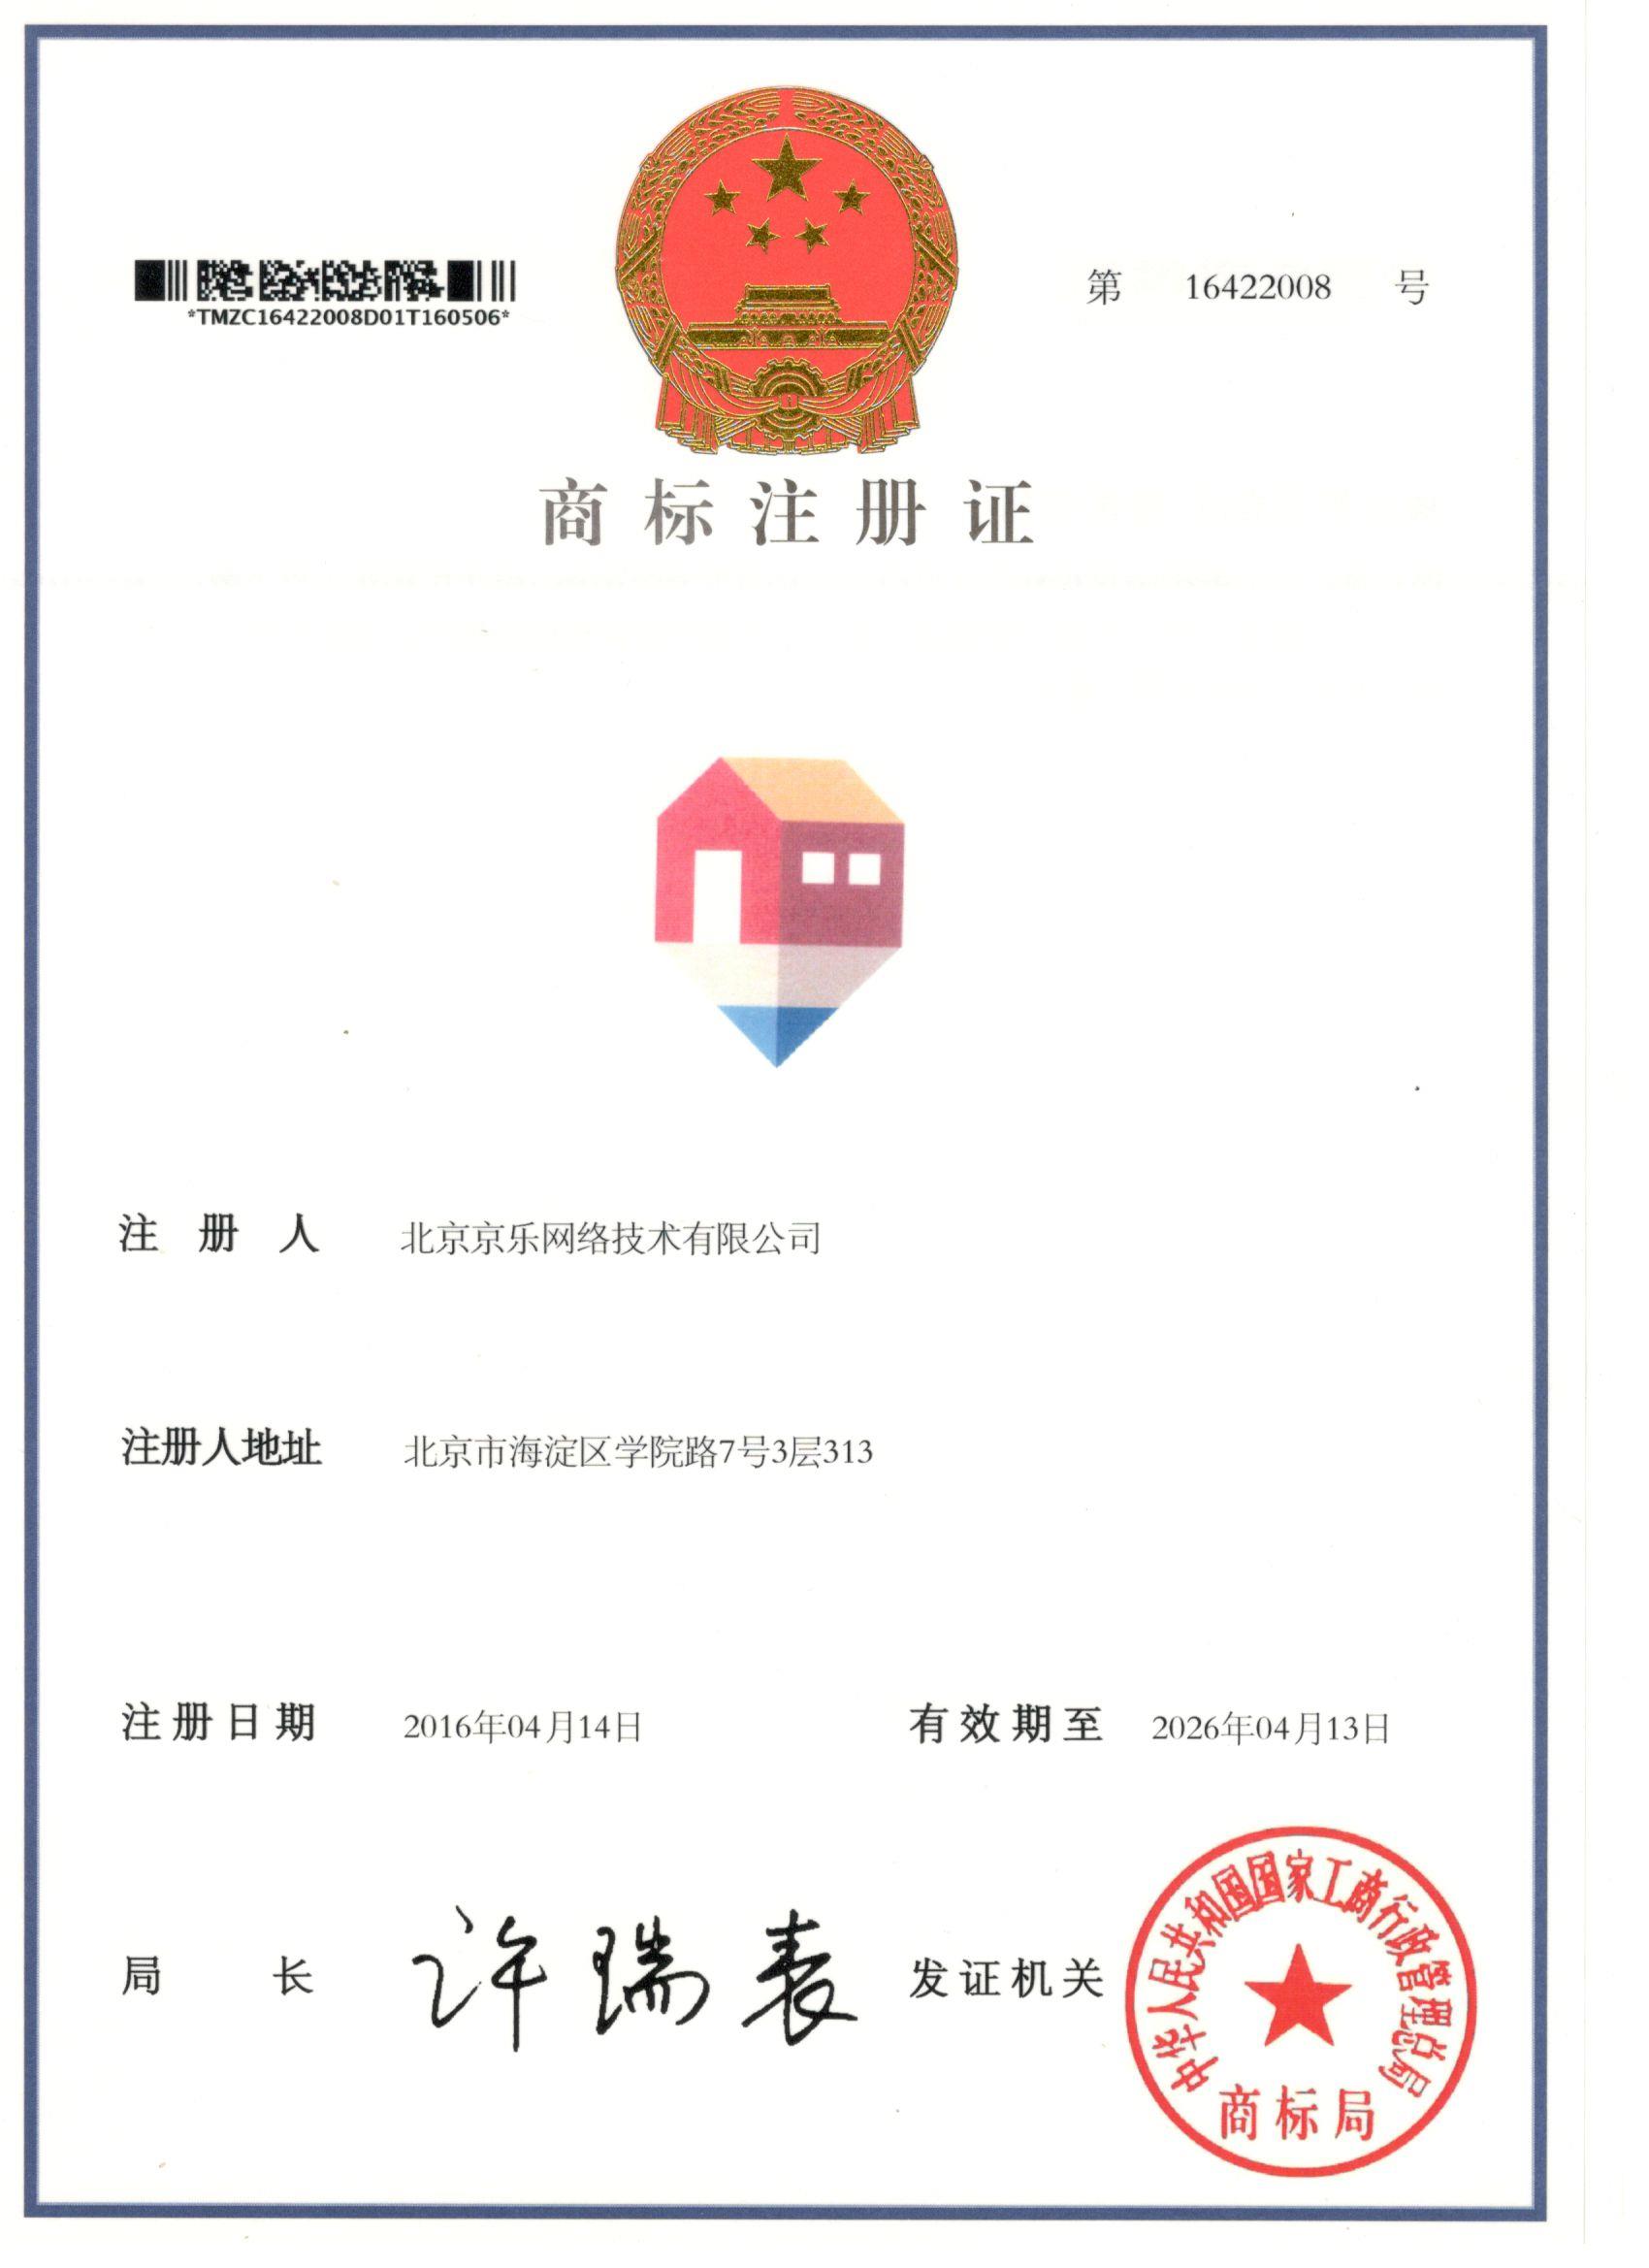 *TMZC16422008D01T160506*
第 16422008 号
商标注册证
注册人 北京京乐网络技术有限公司
注册人地址 北京市海淀区学院路7号3层313
注册日期 2016年04月14日 有效期至 2026年04月13日
局长 许瑞表 发证机关
中华人民共和国国家工商行政管理总局
商标局